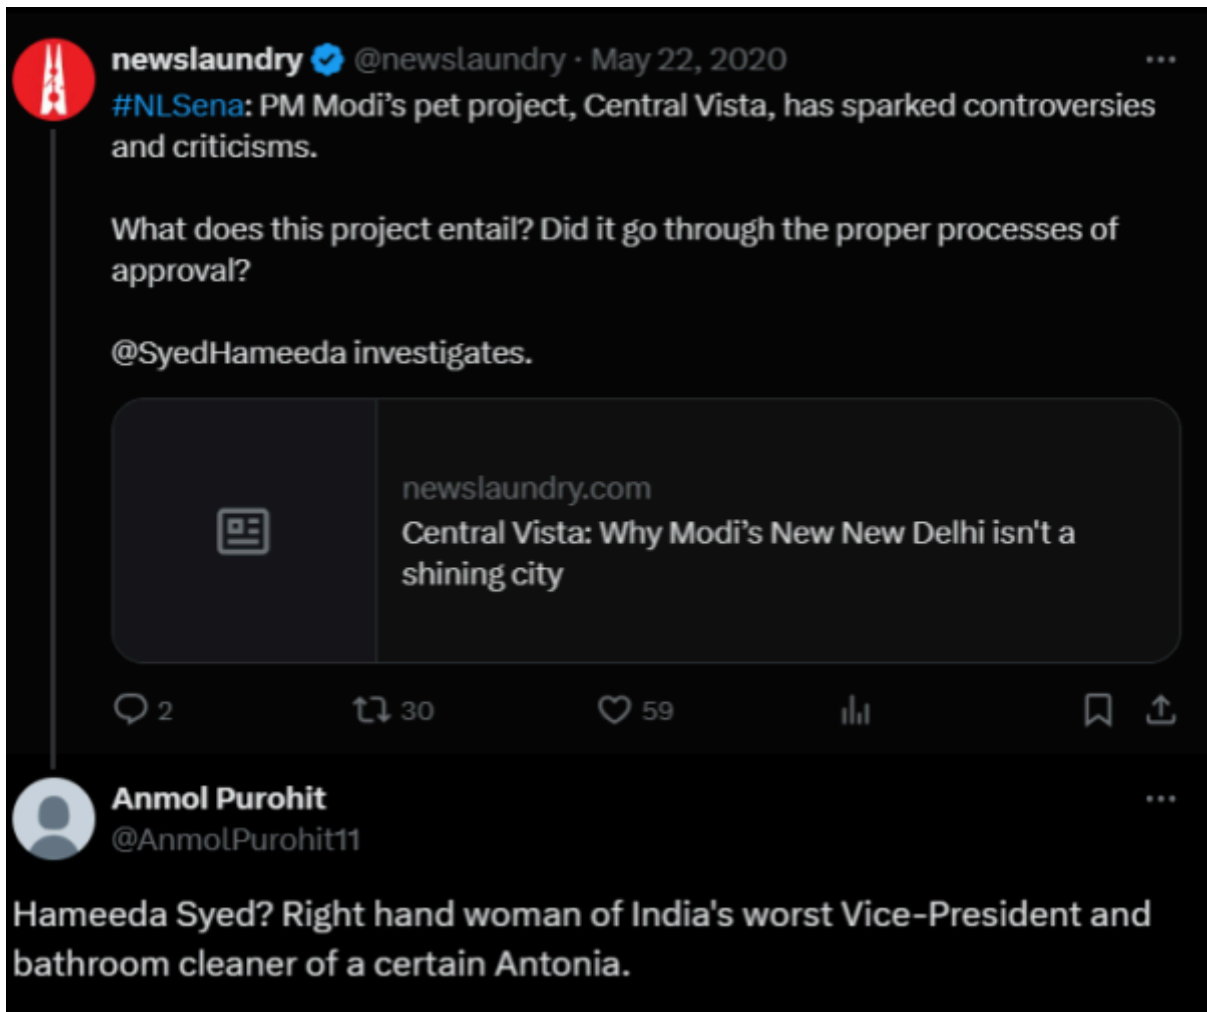 newslaundry @newslaundry · May 22, 2020
#NLSena: PM Modi’s pet project, Central Vista, has sparked controversies
and criticisms.
What does this project entail? Did it go through the proper processes of
approval?
@SyedHameeda investigates.
newslaundry.com
Central Vista: Why Modi’s New New Delhi isn't a
shining city
2 30 59
Anmol Purohit
@AnmolPurohit11
Hameeda Syed? Right hand woman of India's worst Vice-President and
bathroom cleaner of a certain Antonia.